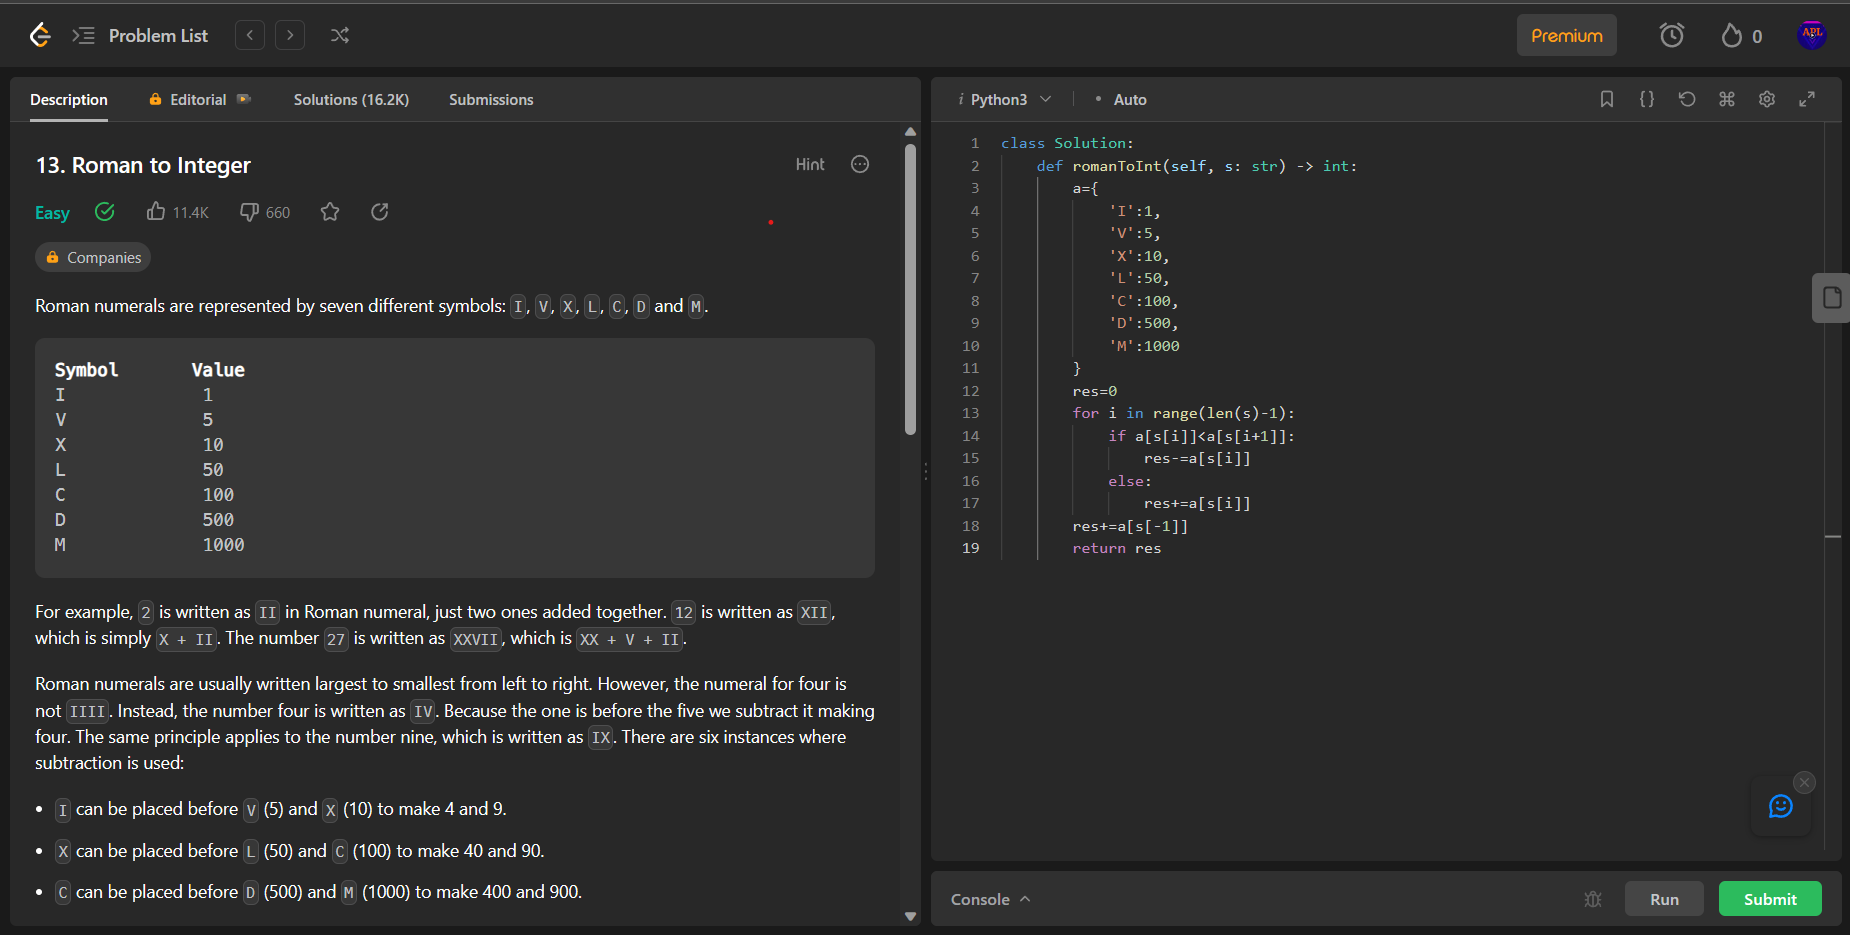 Problem List
Premium
0
APL
Description Editorial Solutions (16.2K) Submissions
13. Roman to Integer
Hint
Easy 11.4K 660
Companies
Roman numerals are represented by seven different symbols: I, V, X, L, C, D and M.
Symbol Value
I 1
V 5
X 10
L 50
C 100
D 500
M 1000
For example, 2 is written as II in Roman numeral, just two ones added together. 12 is written as XII,
which is simply X + II. The number 27 is written as XXVII, which is XX + V + II.
Roman numerals are usually written largest to smallest from left to right. However, the numeral for four is
not IIII. Instead, the number four is written as IV. Because the one is before the five we subtract it making
four. The same principle applies to the number nine, which is written as IX. There are six instances where
subtraction is used:
• I can be placed before V (5) and X (10) to make 4 and 9.
• X can be placed before L (50) and C (100) to make 40 and 90.
• C can be placed before D (500) and M (1000) to make 400 and 900.
i Python3 • Auto
1 class Solution:
2 def romanToInt(self, s: str) -> int:
3 a={
4 'I':1,
5 'V':5,
6 'X':10,
7 'L':50,
8 'C':100,
9 'D':500,
10 'M':1000
11 }
12 res=0
13 for i in range(len(s)-1):
14 if a[s[i]]<a[s[i+1]]:
15 res-=a[s[i]]
16 else:
17 res+=a[s[i]]
18 res+=a[s[-1]]
19 return res
Console
Run
Submit